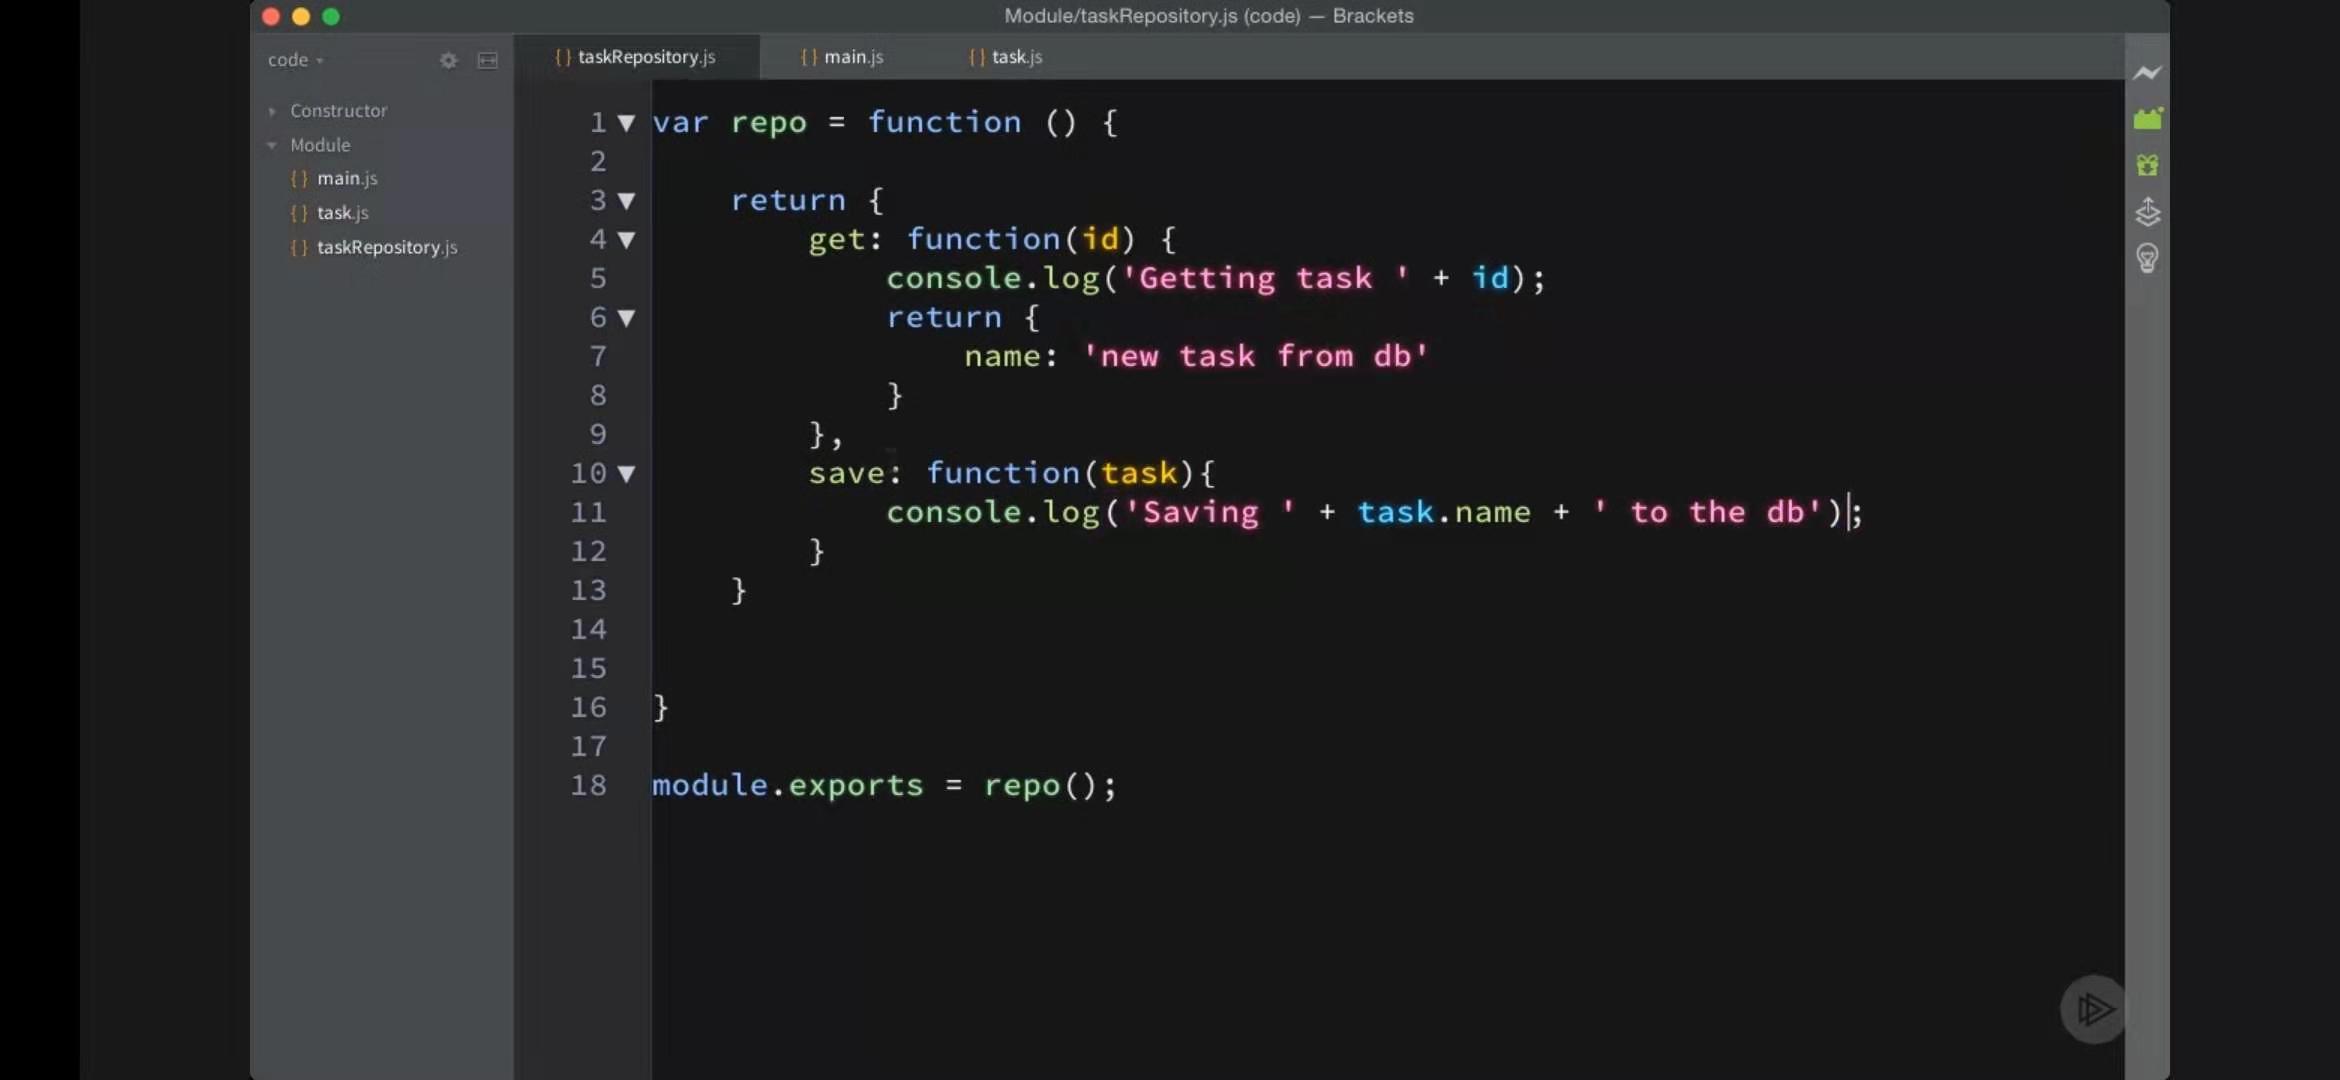 Module/taskRepository.js (code) — Brackets
code
{ } taskRepository.js
{ } main.js
{ } task.js
Constructor
Module
{ } main.js
{ } task.js
{ } taskRepository.js
1 var repo = function () {
2
3     return {
4         get: function(id) {
5             console.log('Getting task ' + id);
6             return {
7                 name: 'new task from db'
8             }
9         },
10         save: function(task){
11             console.log('Saving ' + task.name + ' to the db');
12         }
13     }
14
15
16 }
17
18 module.exports = repo();